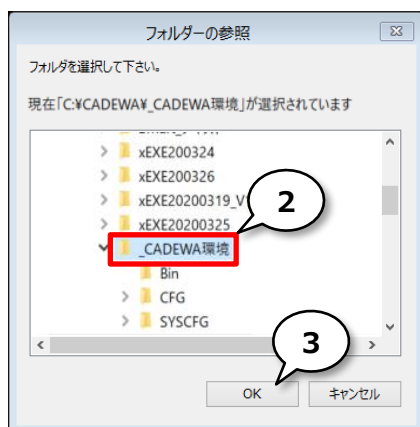 フォルダーの参照
フォルダを選択して下さい。
現在「C:¥CADEWA¥_CADEWA環境」が選択されています
xEXE200324
xEXE200326
xEXE20200319_V
2
xEXE20200325
_CADEWA環境
Bin
CFG
SYSCFG
3
OK
キャンセル